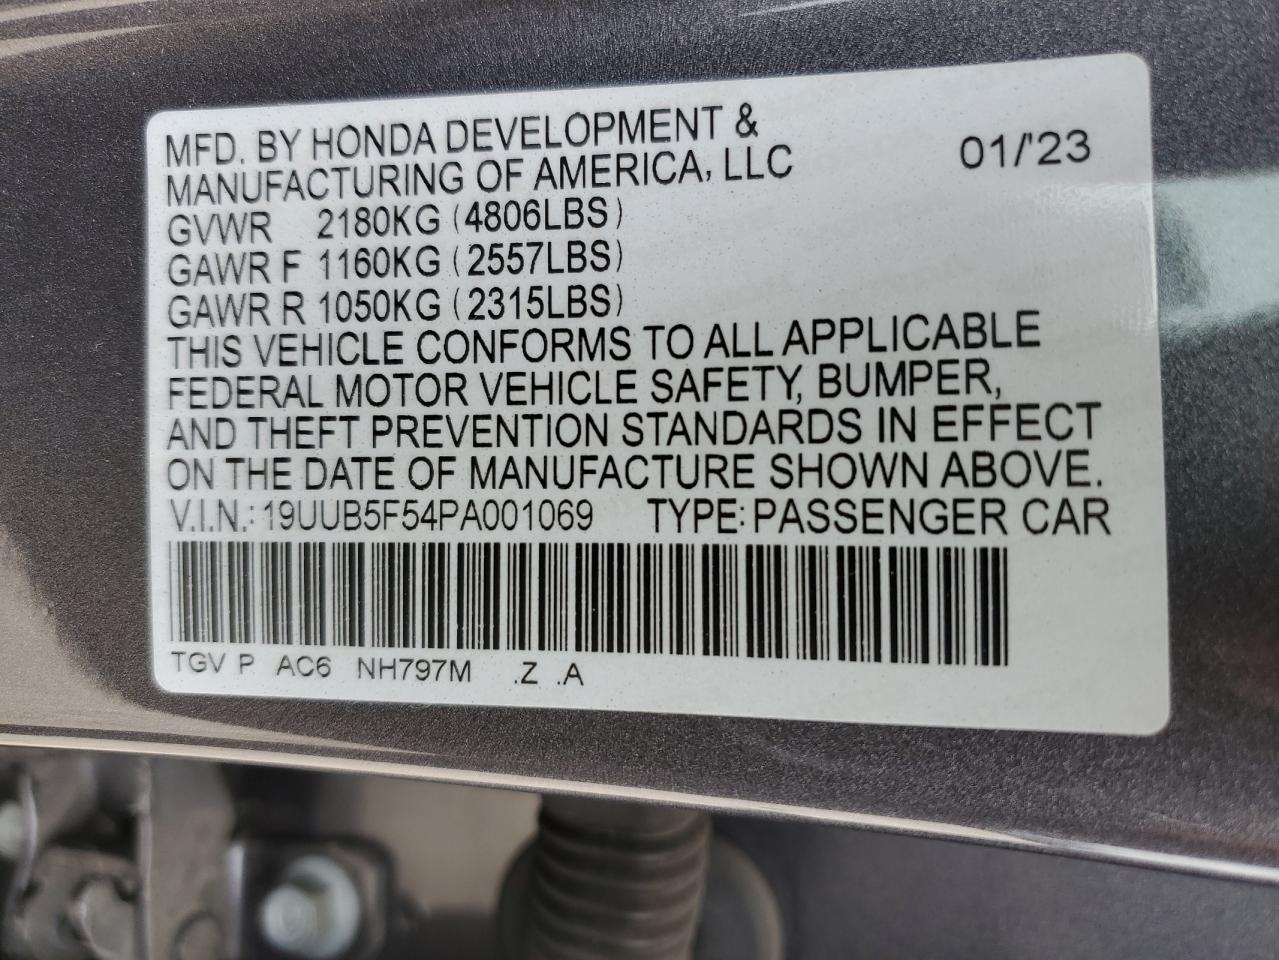 MFD. BY HONDA DEVELOPMENT &
MANUFACTURING OF AMERICA, LLC 01/'23
GVWR 2180KG (4806LBS)
GAWR F 1160KG (2557LBS)
GAWR R 1050KG (2315LBS)
THIS VEHICLE CONFORMS TO ALL APPLICABLE
FEDERAL MOTOR VEHICLE SAFETY, BUMPER,
AND THEFT PREVENTION STANDARDS IN EFFECT
ON THE DATE OF MANUFACTURE SHOWN ABOVE.
V.I.N.: 19UUB5F54PA001069 TYPE: PASSENGER CAR
TGV P AC6 NH797M .Z .A